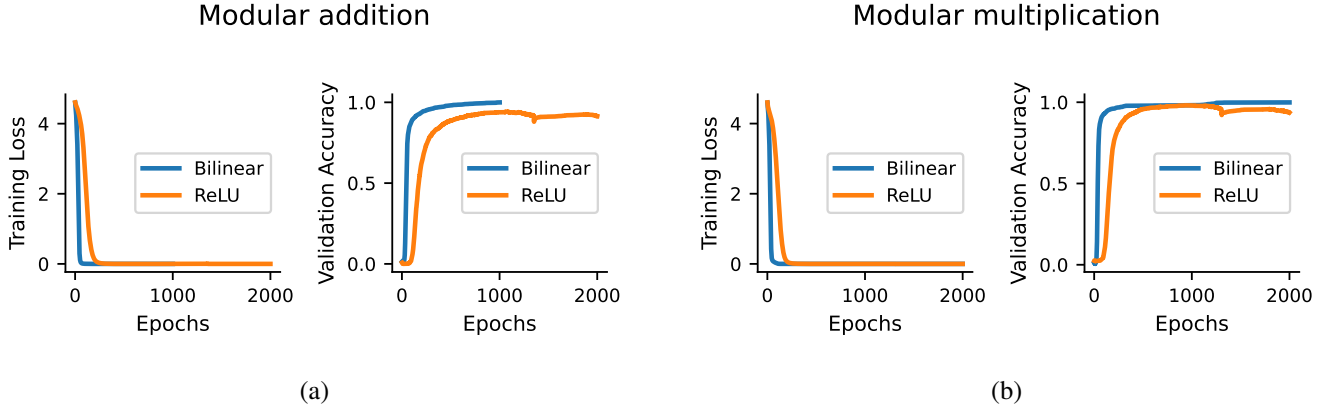 Modular addition
Training Loss
4
2
0
0
1000
2000
Epochs
Bilinear
ReLU
Validation Accuracy
1.0
0.5
0.0
0
1000
2000
Epochs
Bilinear
ReLU
(a)
Modular multiplication
Training Loss
4
2
0
0
1000
2000
Epochs
Bilinear
ReLU
Validation Accuracy
1.0
0.5
0.0
0
1000
2000
Epochs
Bilinear
ReLU
(b)